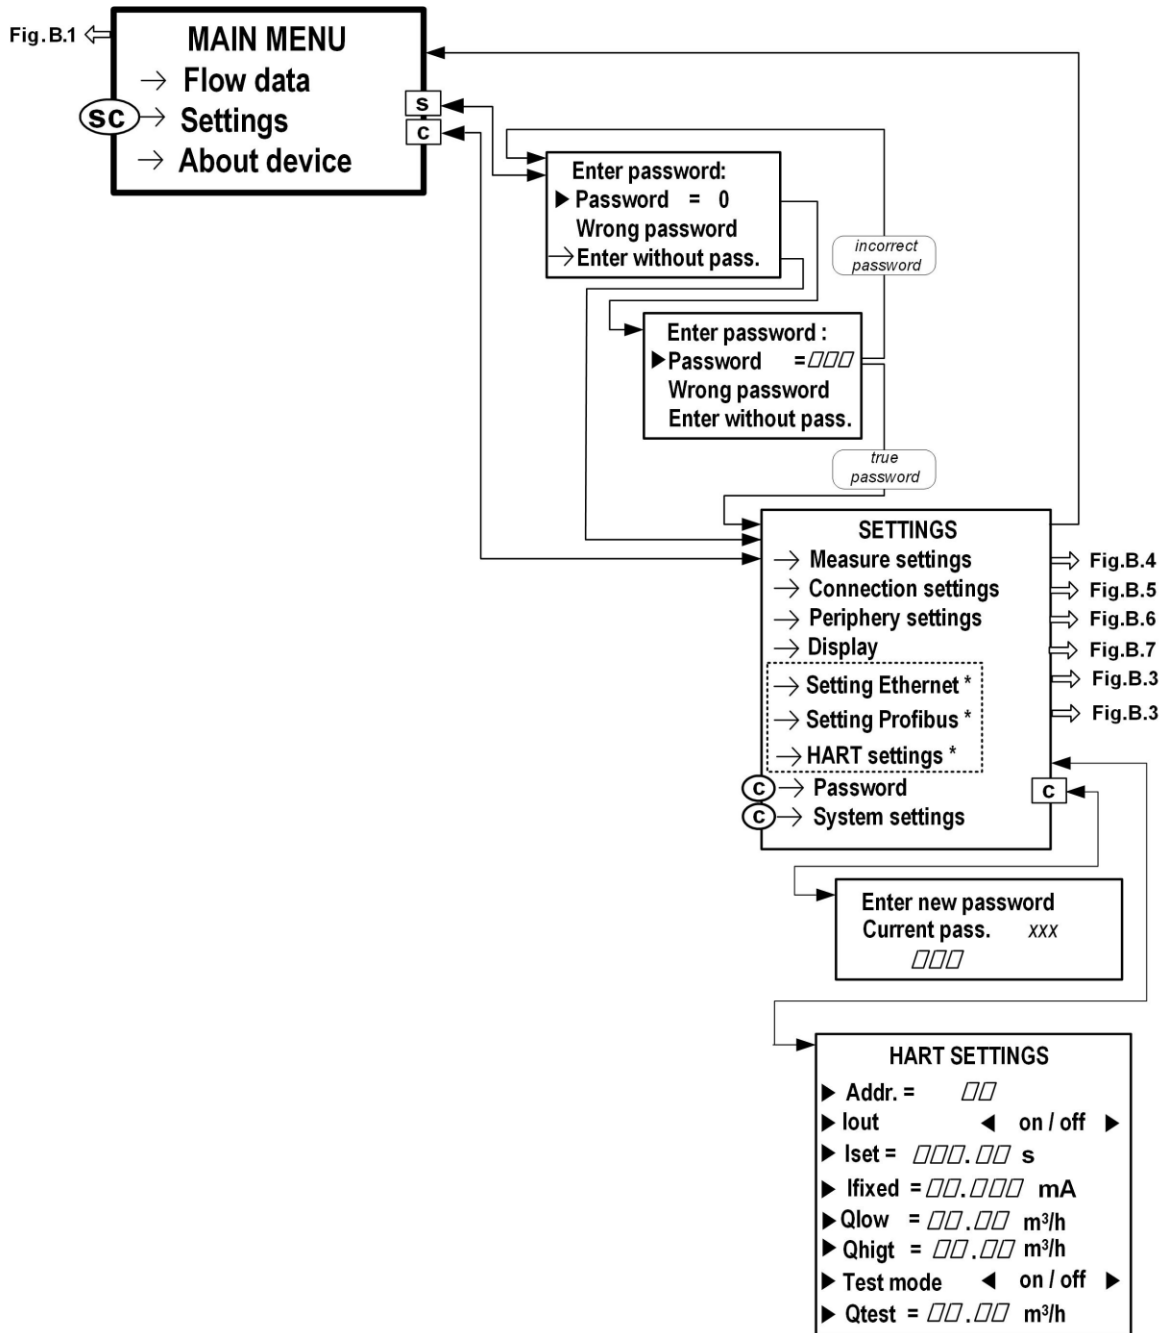 Fig.B.1
MAIN MENU
→ Flow data
SC → Settings
→ About device
S
C
Enter password:
▶ Password = 0
Wrong password
→ Enter without pass.
incorrect
password
Enter password :
▶ Password =▯▯▯
Wrong password
Enter without pass.
true
password
SETTINGS
→ Measure settings ⇨ Fig.B.4
→ Connection settings ⇨ Fig.B.5
→ Periphery settings ⇨ Fig.B.6
→ Display ⇨ Fig.B.7
→ Setting Ethernet * ⇨ Fig.B.3
→ Setting Profibus * ⇨ Fig.B.3
→ HART settings *
C → Password C
C → System settings
Enter new password
Current pass. xxx
▯▯▯
HART SETTINGS
▶ Addr. = ▯▯
▶ Iout ◀ on / off ▶
▶ Iset = ▯▯▯.▯▯ s
▶ Ifixed = ▯▯.▯▯▯ mA
▶ Qlow = ▯▯.▯▯ m³/h
▶ Qhigt = ▯▯.▯▯ m³/h
▶ Test mode ◀ on / off ▶
▶ Qtest = ▯▯.▯▯ m³/h